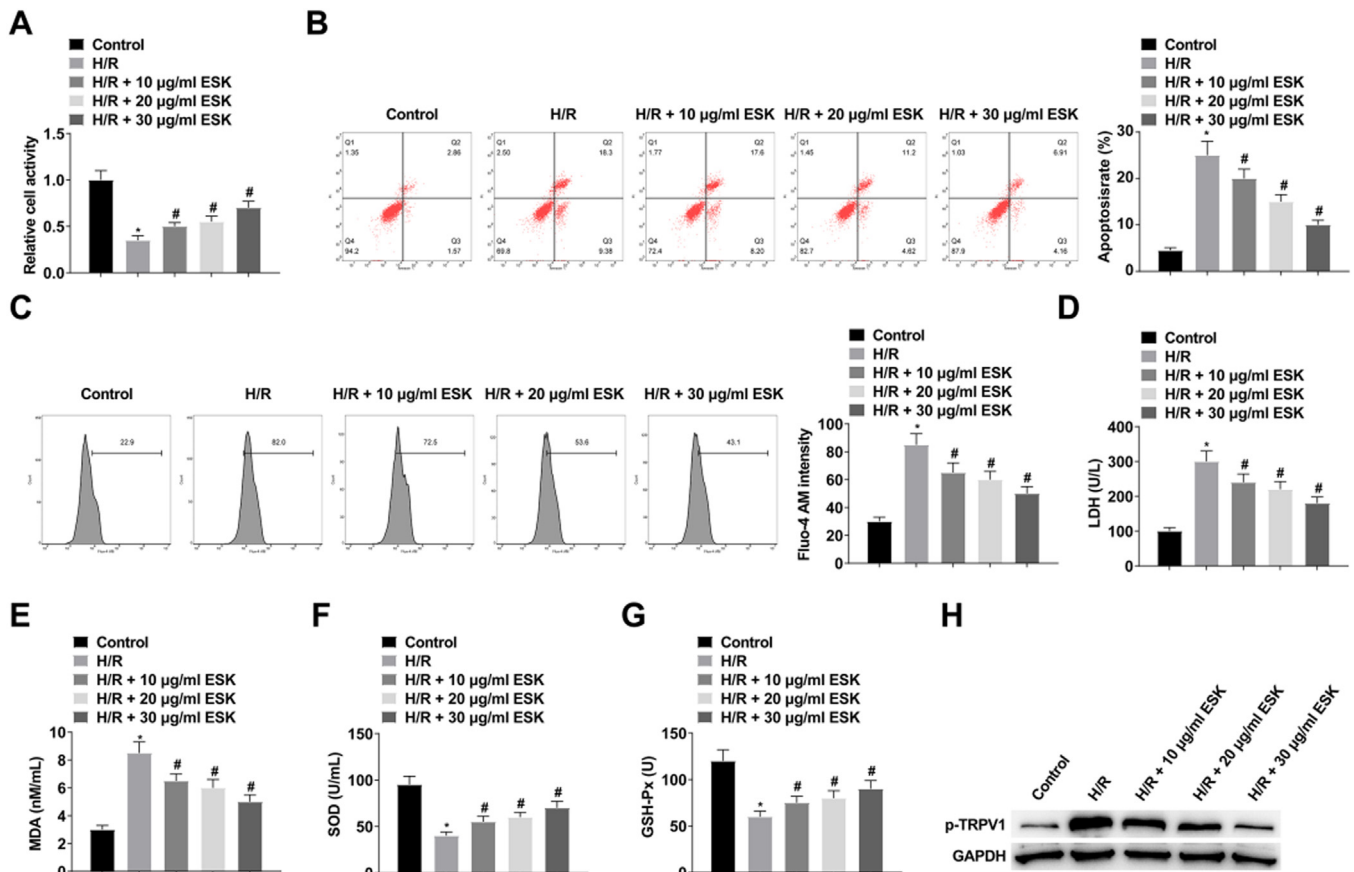 A
Control
H/R
H/R + 10 µg/ml ESK
H/R + 20 µg/ml ESK
H/R + 30 µg/ml ESK
Relative cell activity
1.5
1.0
0.5
0.0
*
#
#
#
B
Control
H/R
H/R + 10 µg/ml ESK
H/R + 20 µg/ml ESK
H/R + 30 µg/ml ESK
Q1
1.35
Q2
2.86
Q4
94.2
Q3
1.57
Q1
2.50
Q2
18.3
Q4
69.8
Q3
9.38
Q1
1.77
Q2
17.6
Q4
72.4
Q3
8.20
Q1
1.45
Q2
11.2
Q4
82.7
Q3
4.62
Q1
1.03
Q2
6.91
Q4
87.9
Q3
4.16
Control
H/R
H/R + 10 µg/ml ESK
H/R + 20 µg/ml ESK
H/R + 30 µg/ml ESK
Apoptosisrate (%)
30
20
10
0
*
#
#
#
C
Control
H/R
H/R + 10 µg/ml ESK
H/R + 20 µg/ml ESK
H/R + 30 µg/ml ESK
22.9
82.0
72.5
53.6
43.1
Count
Count
Count
Count
Count
Control
H/R
H/R + 10 µg/ml ESK
H/R + 20 µg/ml ESK
H/R + 30 µg/ml ESK
Fluo-4 AM intensity
100
80
60
40
20
0
*
#
#
#
D
Control
H/R
H/R + 10 µg/ml ESK
H/R + 20 µg/ml ESK
H/R + 30 µg/ml ESK
LDH (U/L)
400
300
200
100
0
*
#
#
#
E
Control
H/R
H/R + 10 µg/ml ESK
H/R + 20 µg/ml ESK
H/R + 30 µg/ml ESK
MDA (nM/mL)
10
8
6
4
2
0
*
#
#
#
F
Control
H/R
H/R + 10 µg/ml ESK
H/R + 20 µg/ml ESK
H/R + 30 µg/ml ESK
SOD (U/mL)
150
100
50
0
*
#
#
#
G
Control
H/R
H/R + 10 µg/ml ESK
H/R + 20 µg/ml ESK
H/R + 30 µg/ml ESK
GSH-Px (U)
150
100
50
0
*
#
#
#
H
Control
H/R
H/R + 10 µg/ml ESK
H/R + 20 µg/ml ESK
H/R + 30 µg/ml ESK
p-TRPV1
GAPDH